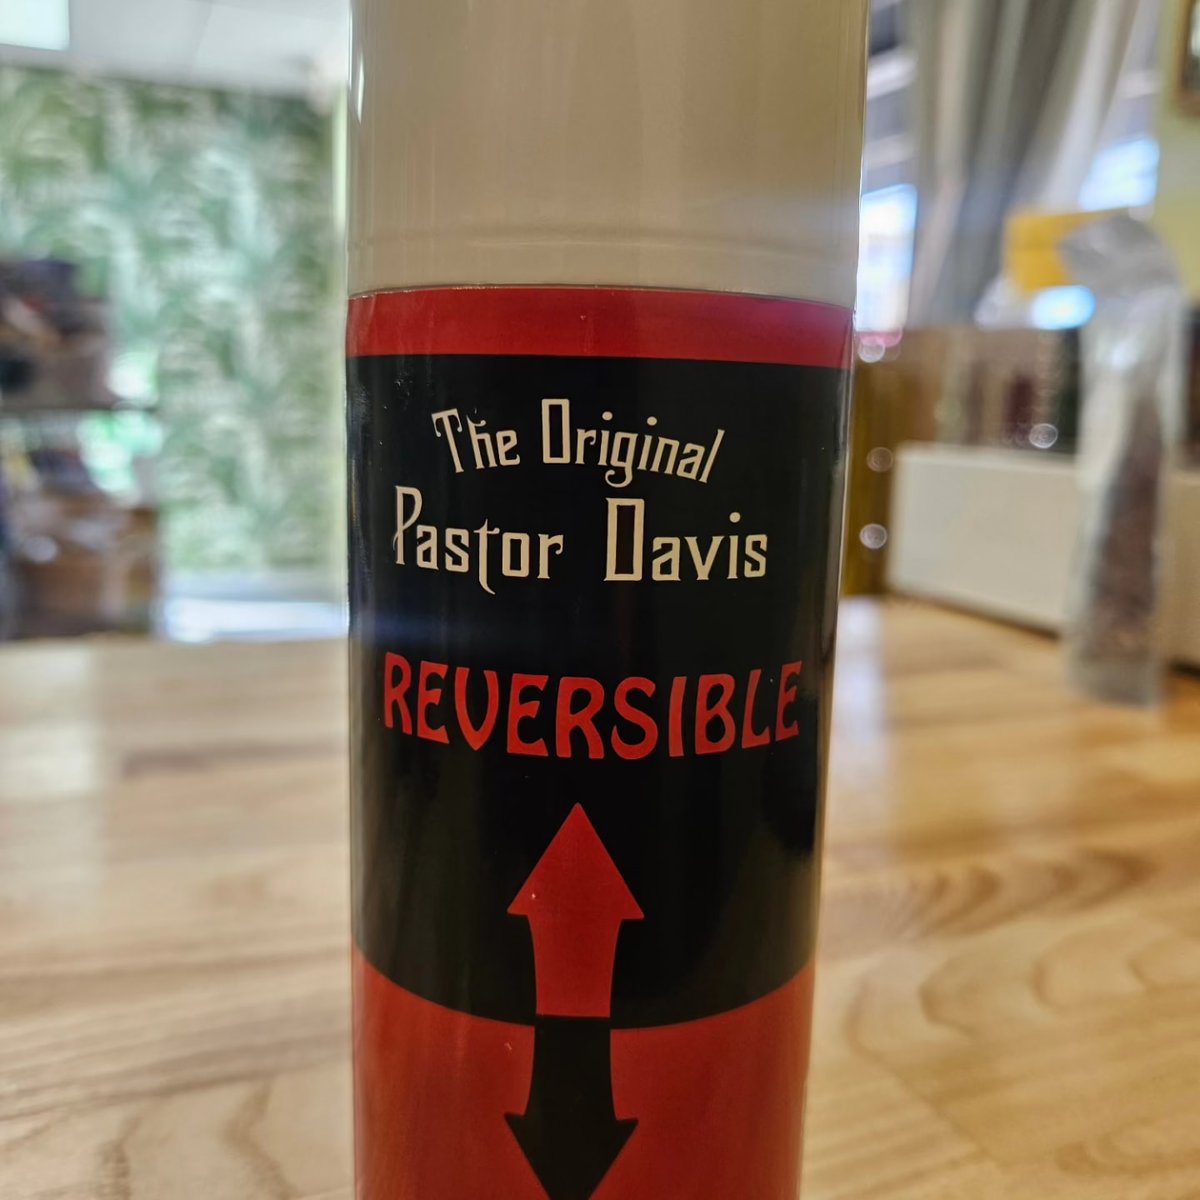 The Original
Pastor Davis
REVERSIBLE